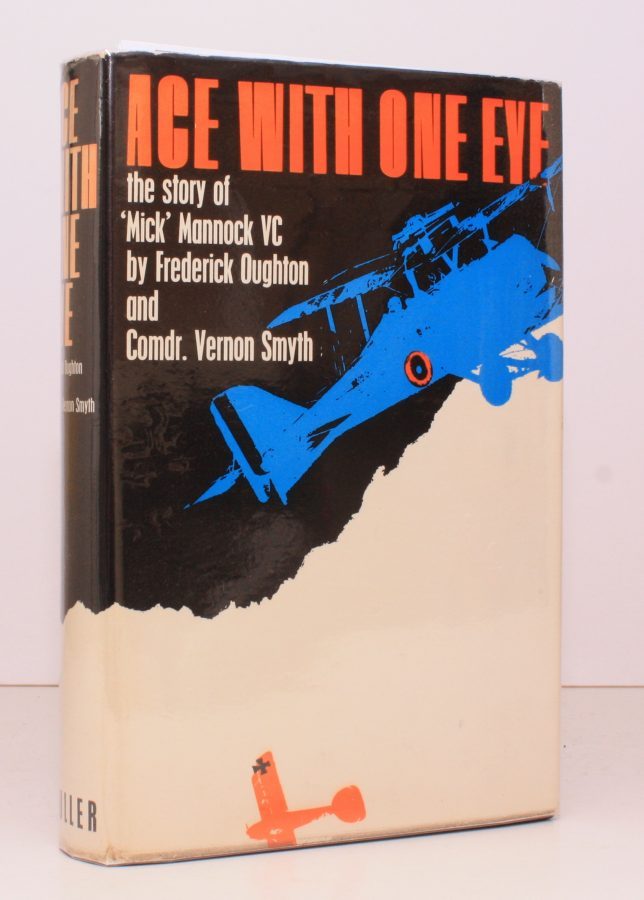 ACE WITH ONE EYE
the story of
'Mick' Mannock VC
by Frederick Oughton
and
Comdr. Vernon Smyth